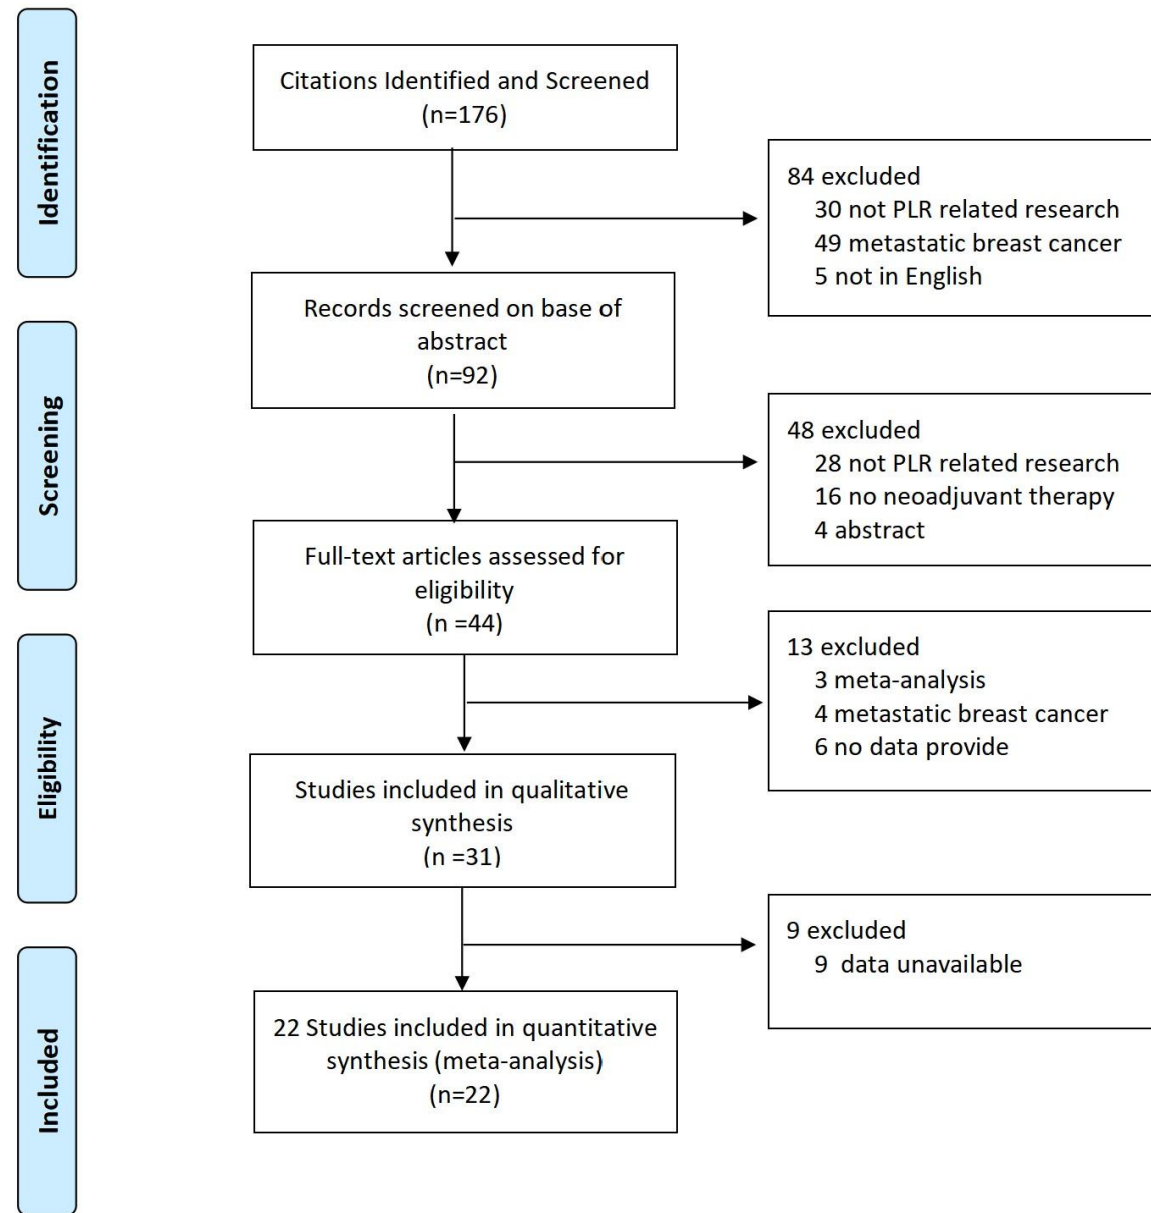 Identification
Citations Identified and Screened
(n=176)
84 excluded
30 not PLR related research
49 metastatic breast cancer
5 not in English
Records screened on base of
abstract
(n=92)
Screening
48 excluded
28 not PLR related research
16 no neoadjuvant therapy
4 abstract
Full-text articles assessed for
eligibility
(n =44)
Eligibility
13 excluded
3 meta-analysis
4 metastatic breast cancer
6 no data provide
Studies included in qualitative
synthesis
(n =31)
9 excluded
9 data unavailable
Included
22 Studies included in quantitative
synthesis (meta-analysis)
(n=22)